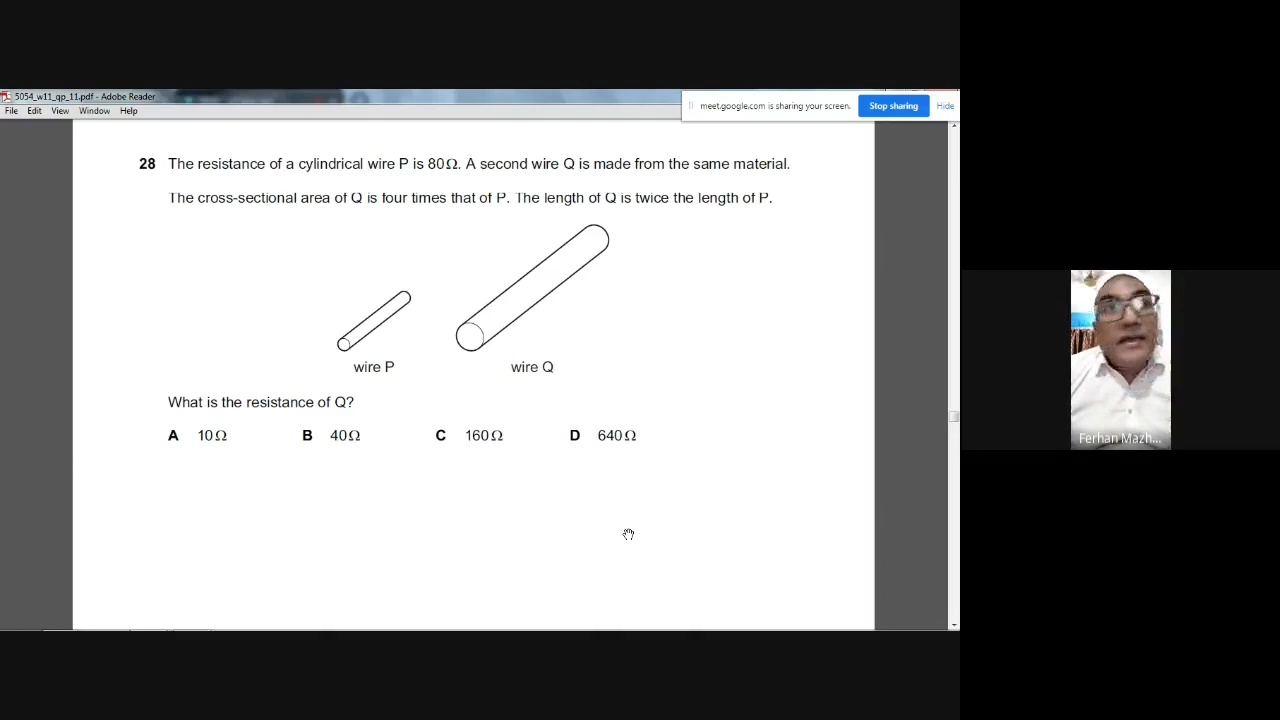 5054_w11_qp_11.pdf - Adobe Reader
File Edit View Window Help
meet.google.com is sharing your screen. Stop sharing Hide
28 The resistance of a cylindrical wire P is 80Ω. A second wire Q is made from the same material.
The cross-sectional area of Q is four times that of P. The length of Q is twice the length of P.
wire P wire Q
What is the resistance of Q?
A 10Ω B 40Ω C 160Ω D 640Ω
Ferhan Mazh...